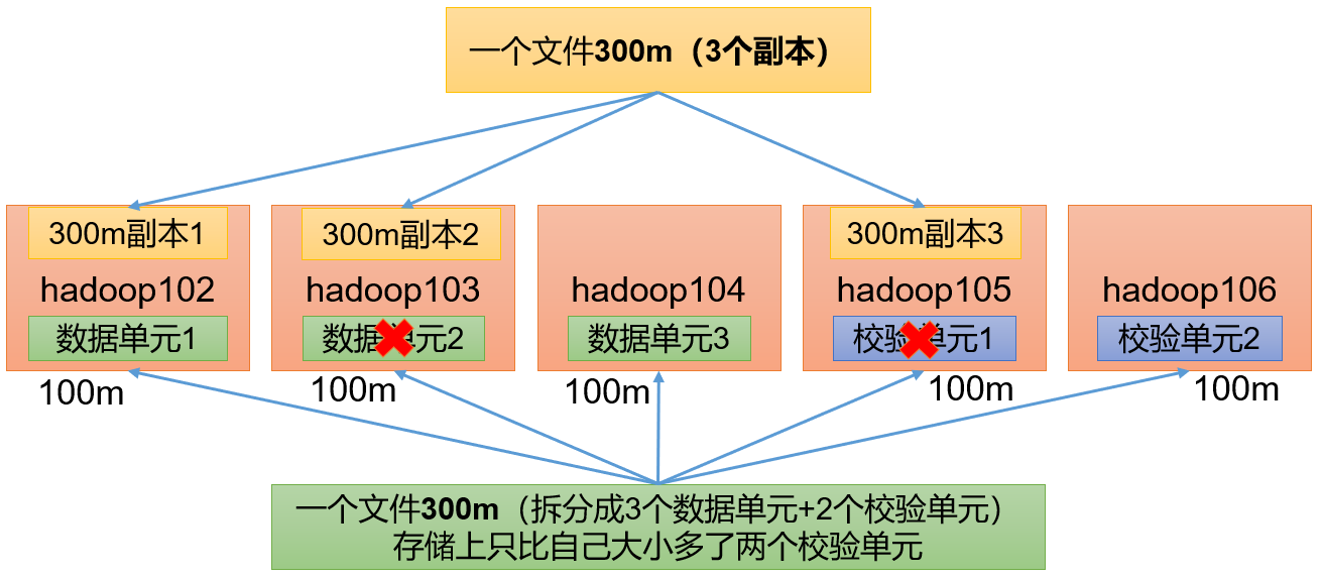 一个文件300m（3个副本）
300m副本1
300m副本2
300m副本3
hadoop102
hadoop103
hadoop104
hadoop105
hadoop106
数据单元1
数据单元2
数据单元3
校验单元1
校验单元2
100m
100m
100m
100m
100m
一个文件300m（拆分成3个数据单元+2个校验单元）
存储上只比自己大小多了两个校验单元